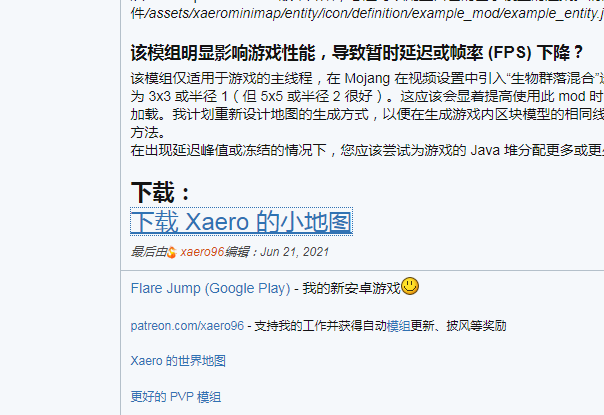 件/assets/xaerominimap/entity/icon/definition/example_mod/example_entity.j
该模组明显影响游戏性能，导致暂时延迟或帧率 (FPS) 下降？
该模组仅适用于游戏的主线程，在 Mojang 在视频设置中引入“生物群落混合”
为 3x3 或半径 1（但 5x5 或半径 2 很好）。这应该会显着提高使用此 mod 时
加载。我计划重新设计地图的生成方式，以便在生成游戏内区块模型的相同线
方法。
在出现延迟峰值或冻结的情况下，您应该尝试为游戏的 Java 堆分配更多或更
下载：
下载 Xaero 的小地图
最后由 xaero96编辑：Jun 21, 2021
Flare Jump (Google Play) - 我的新安卓游戏
patreon.com/xaero96 - 支持我的工作并获得自动模组更新、披风等奖励
Xaero 的世界地图
更好的 PVP 模组